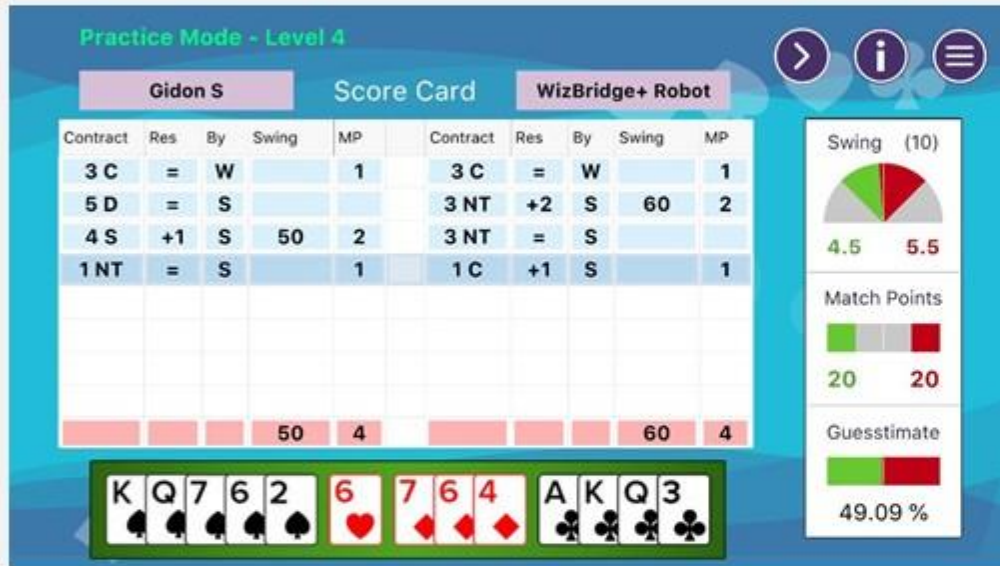 Practice Mode - Level 4
Gidon S Score Card WizBridge+ Robot
Contract Res By Swing MP Contract Res By Swing MP
3 C = W 1 3 C = W 1
5 D = S 3 NT +2 S 60 2
4 S +1 S 50 2 3 NT = S
1 NT = S 1 1 C +1 S 1
50 4 60 4
Swing (10)
4.5 5.5
Match Points
20 20
Guesstimate
49.09 %
K Q 7 6 2 6 7 6 4 A K Q 3